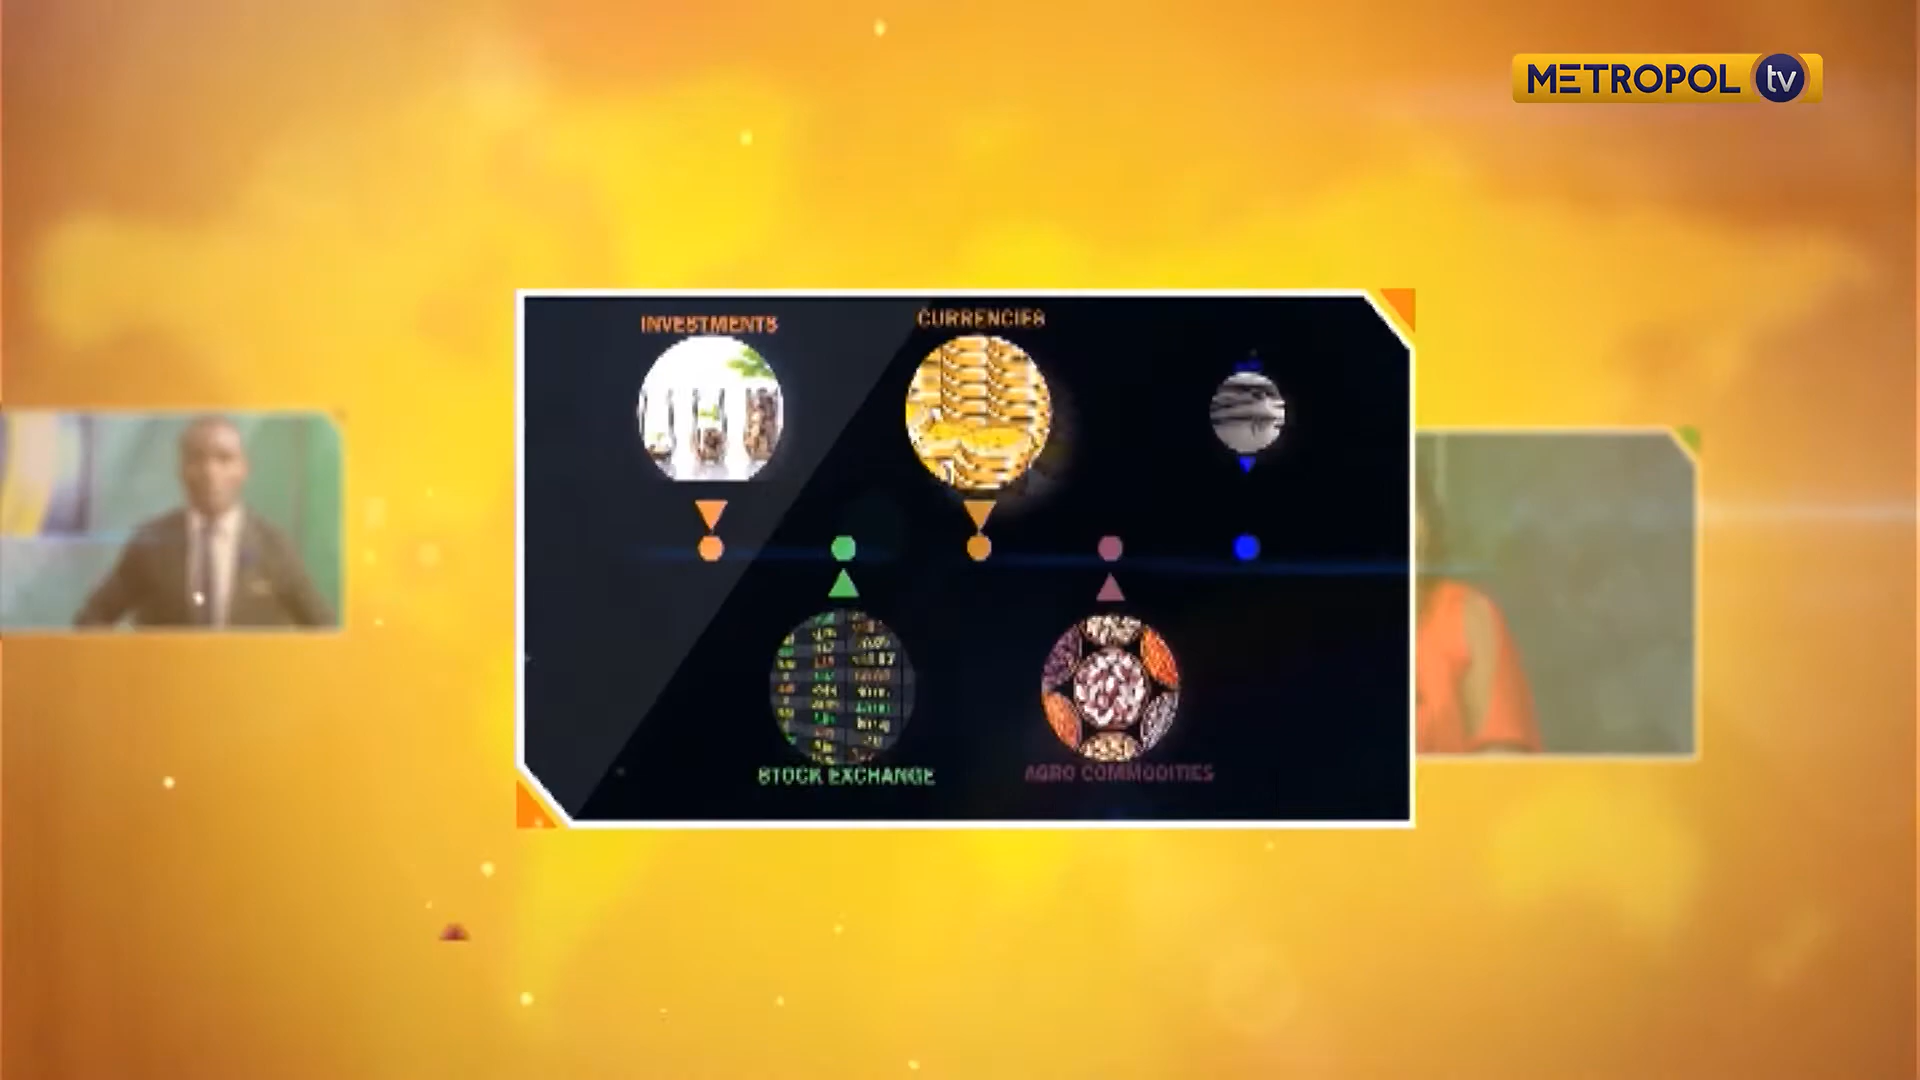 METROPOL tv
INVESTMENTS
CURRENCIES
STOCK EXCHANGE
AGRO COMMODITIES